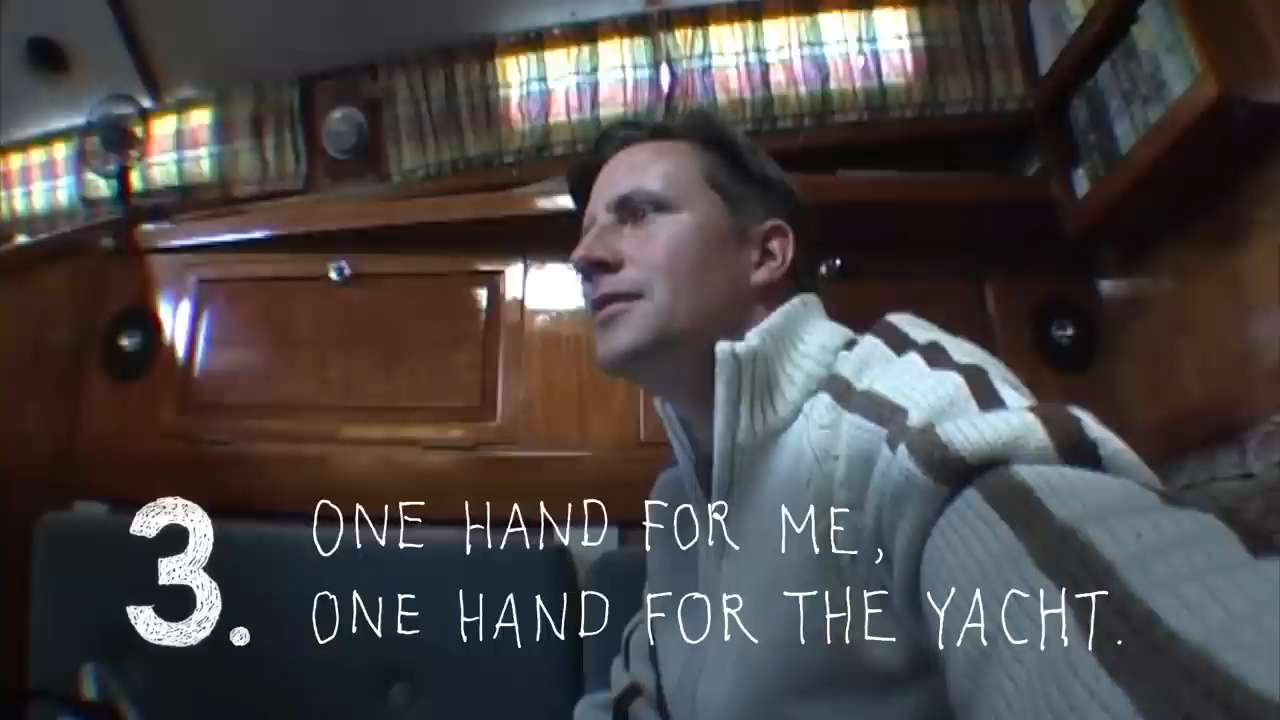 3. ONE HAND FOR ME,
ONE HAND FOR THE YACHT.